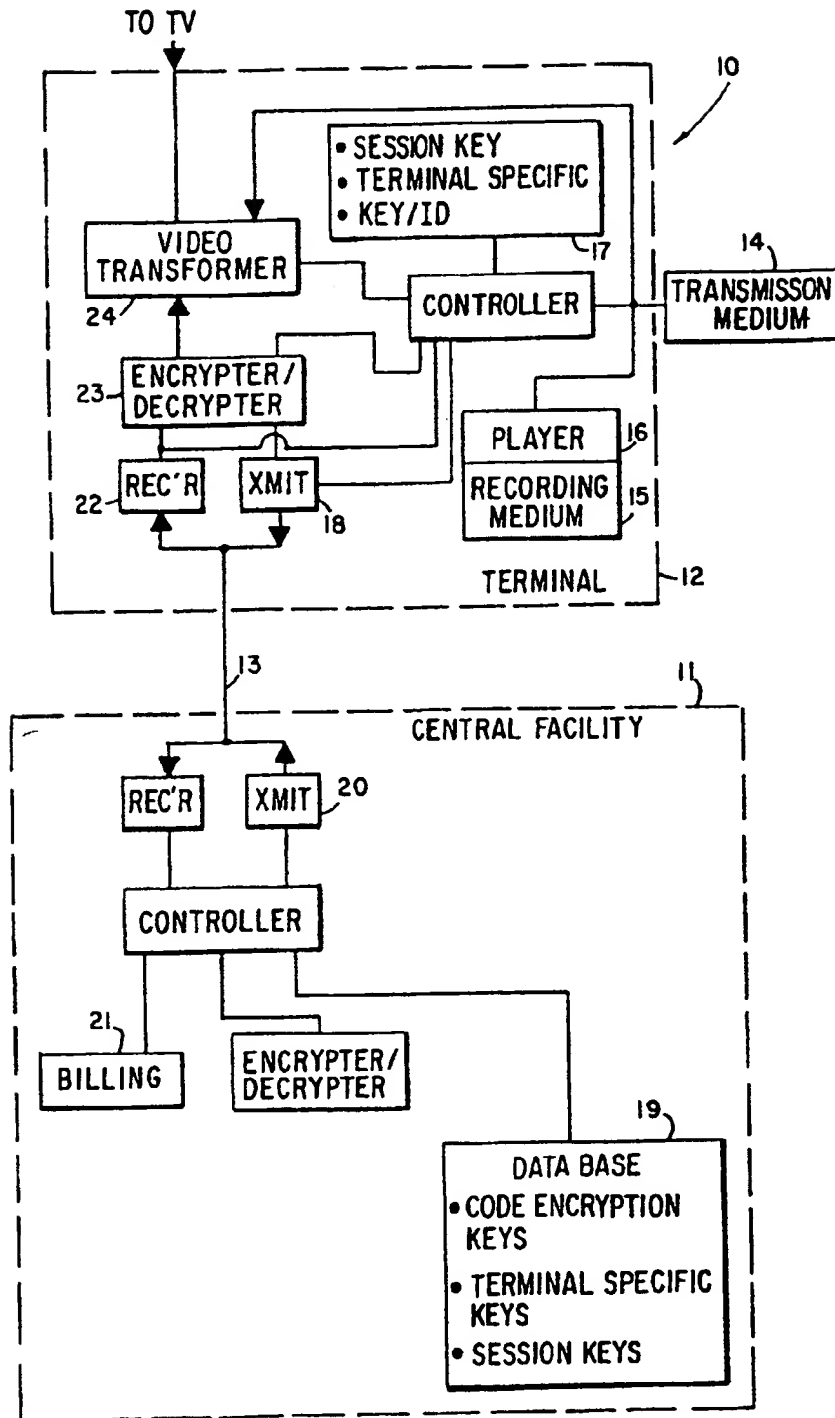 TO TV
10
• SESSION KEY
• TERMINAL SPECIFIC
• KEY/ID
17
14
VIDEO
TRANSFORMER
24
CONTROLLER
TRANSMISSON
MEDIUM
23
ENCRYPTER/
DECRYPTER
PLAYER
16
REC'R
22
XMIT
18
RECORDING
MEDIUM
15
TERMINAL
12
13
11
CENTRAL FACILITY
REC'R
XMIT
20
CONTROLLER
21
BILLING
ENCRYPTER/
DECRYPTER
19
DATA BASE
• CODE ENCRYPTION
KEYS
• TERMINAL SPECIFIC
KEYS
• SESSION KEYS